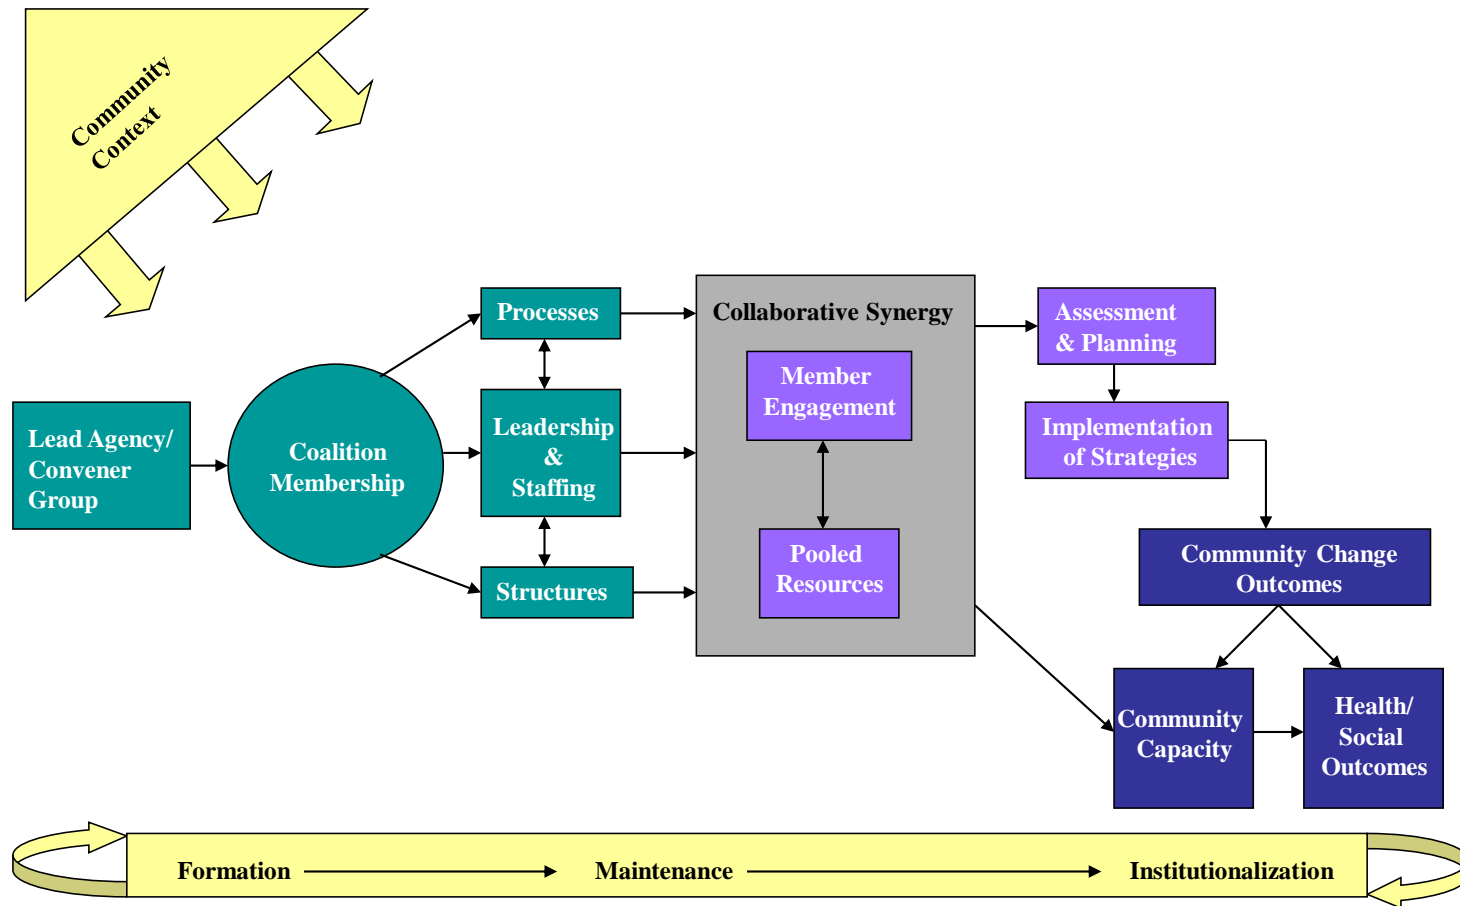 Community
Context
Processes
Collaborative Synergy
Assessment
& Planning
Member
Engagement
Lead Agency/
Convener
Group
Coalition
Membership
Leadership
&
Staffing
Implementation
of Strategies
Pooled
Resources
Structures
Community Change
Outcomes
Community
Capacity
Health/
Social
Outcomes
Formation
Maintenance
Institutionalization